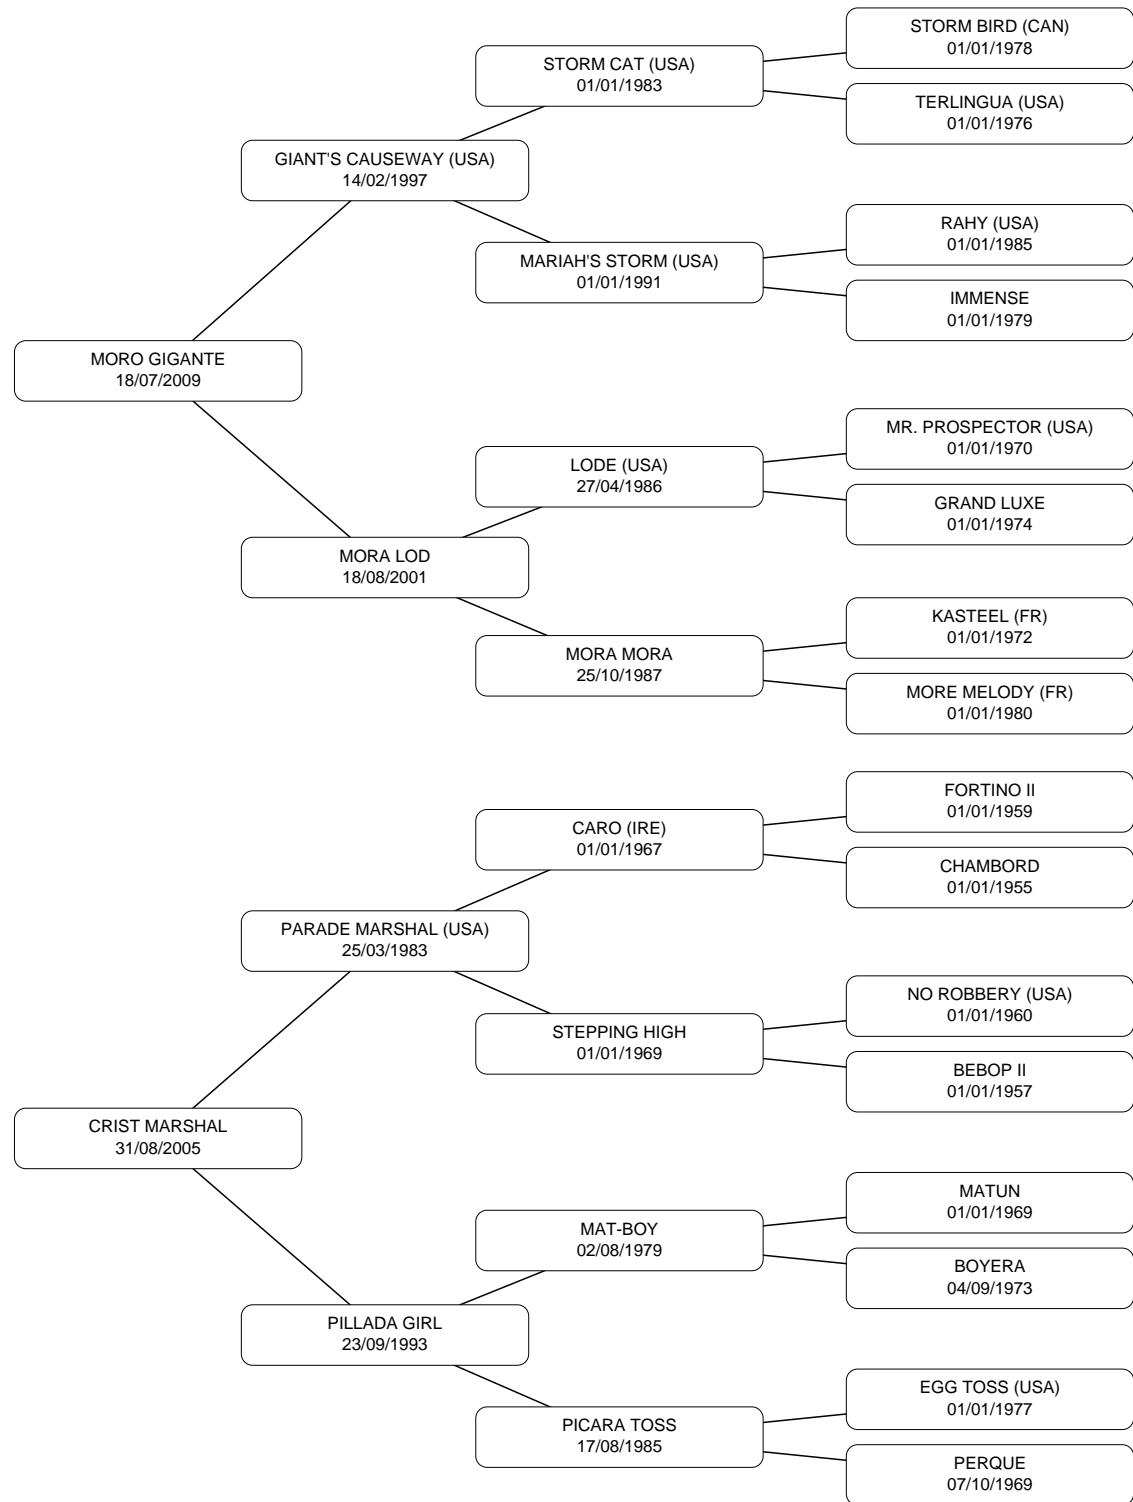 STORM BIRD (CAN)
01/01/1978
STORM CAT (USA)
01/01/1983
TERLINGUA (USA)
01/01/1976
GIANT'S CAUSEWAY (USA)
14/02/1997
RAHY (USA)
01/01/1985
MARIAH'S STORM (USA)
01/01/1991
IMMENSE
01/01/1979
MORO GIGANTE
18/07/2009
MR. PROSPECTOR (USA)
01/01/1970
LODE (USA)
27/04/1986
GRAND LUXE
01/01/1974
MORA LOD
18/08/2001
KASTEEL (FR)
01/01/1972
MORA MORA
25/10/1987
MORE MELODY (FR)
01/01/1980
FORTINO II
01/01/1959
CARO (IRE)
01/01/1967
CHAMBORD
01/01/1955
PARADE MARSHAL (USA)
25/03/1983
NO ROBBERY (USA)
01/01/1960
STEPPING HIGH
01/01/1969
BEBOP II
01/01/1957
CRIST MARSHAL
31/08/2005
MATUN
01/01/1969
MAT-BOY
02/08/1979
BOYERA
04/09/1973
PILLADA GIRL
23/09/1993
EGG TOSS (USA)
01/01/1977
PICARA TOSS
17/08/1985
PERQUE
07/10/1969